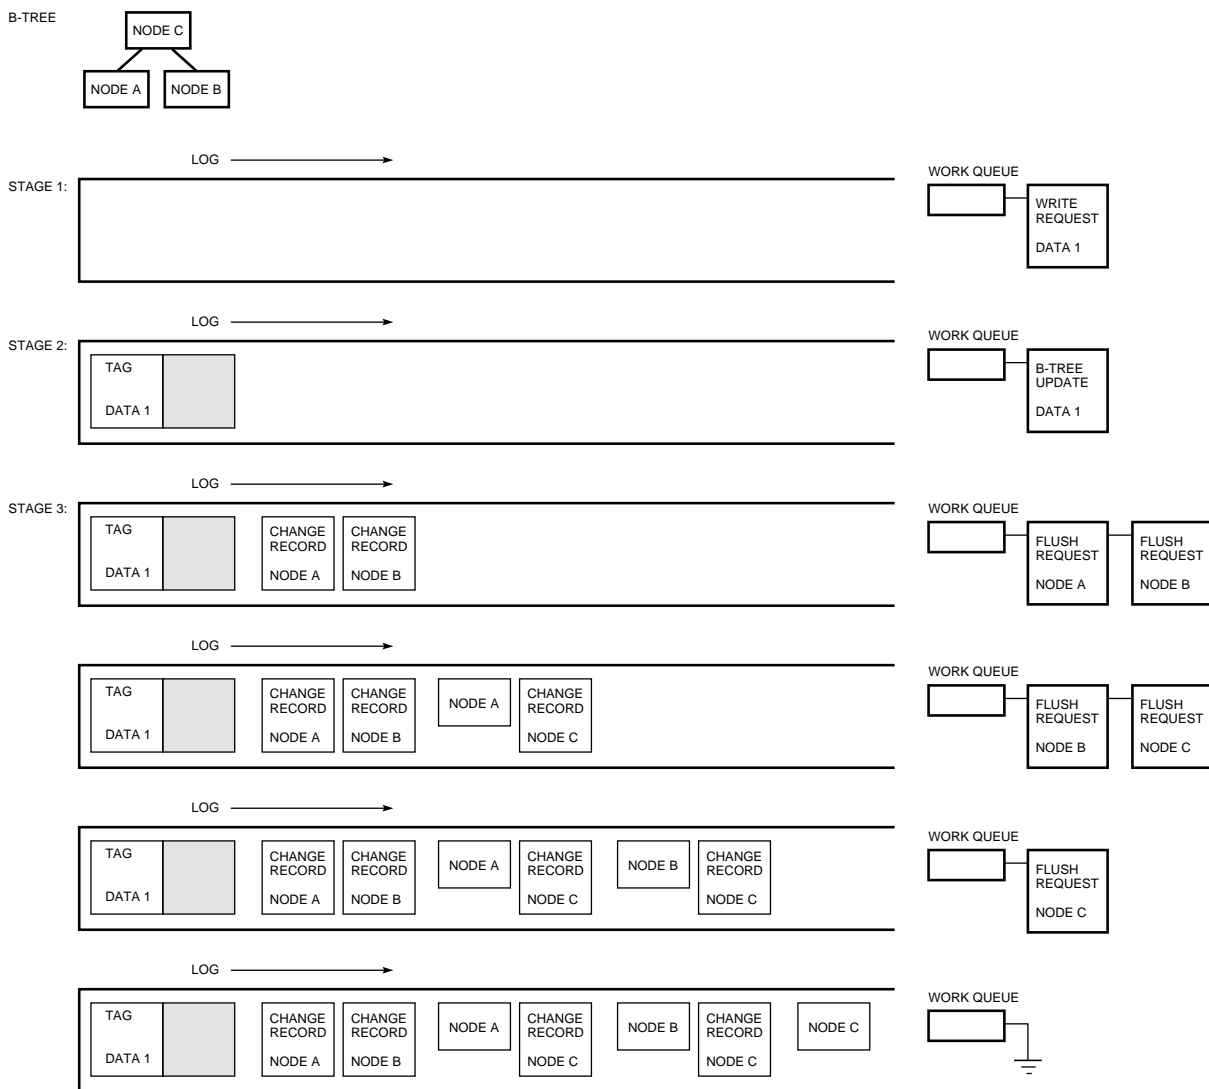 B-TREE
NODE C
NODE A NODE B
LOG
STAGE 1:
WORK QUEUE
WRITE
REQUEST
DATA 1
LOG
STAGE 2:
TAG
DATA 1
WORK QUEUE
B-TREE
UPDATE
DATA 1
LOG
STAGE 3:
TAG
DATA 1
CHANGE
RECORD
NODE A
CHANGE
RECORD
NODE B
WORK QUEUE
FLUSH
REQUEST
NODE A
FLUSH
REQUEST
NODE B
LOG
TAG
DATA 1
CHANGE
RECORD
NODE A
CHANGE
RECORD
NODE B
NODE A
CHANGE
RECORD
NODE C
WORK QUEUE
FLUSH
REQUEST
NODE B
FLUSH
REQUEST
NODE C
LOG
TAG
DATA 1
CHANGE
RECORD
NODE A
CHANGE
RECORD
NODE B
NODE A
CHANGE
RECORD
NODE C
NODE B
CHANGE
RECORD
NODE C
WORK QUEUE
FLUSH
REQUEST
NODE C
LOG
TAG
DATA 1
CHANGE
RECORD
NODE A
CHANGE
RECORD
NODE B
NODE A
CHANGE
RECORD
NODE C
NODE B
CHANGE
RECORD
NODE C
NODE C
WORK QUEUE